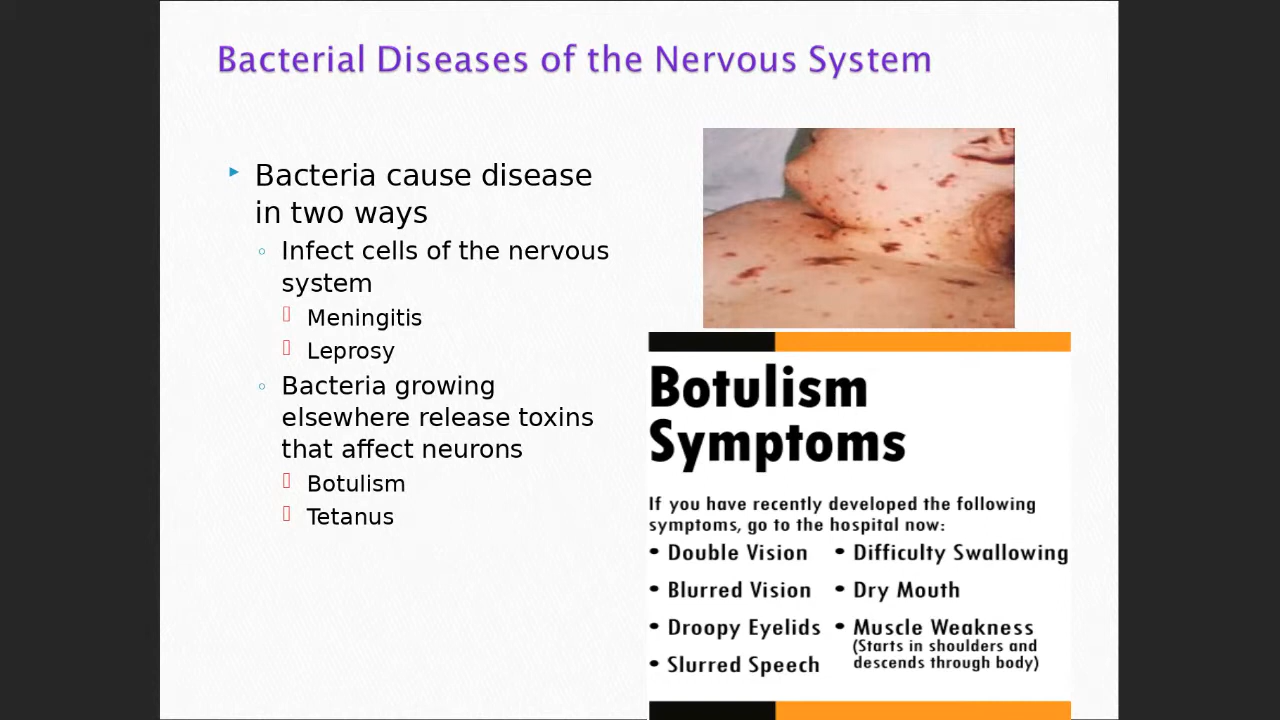 Bacterial Diseases of the Nervous System
Bacteria cause disease
in two ways
Infect cells of the nervous
system
Meningitis
Leprosy
Bacteria growing
elsewhere release toxins
that affect neurons
Botulism
Tetanus
Botulism
Symptoms
If you have recently developed the following
symptoms, go to the hospital now:
• Double Vision
• Blurred Vision
• Droopy Eyelids
• Slurred Speech
• Difficulty Swallowing
• Dry Mouth
• Muscle Weakness
(Starts in shoulders and
descends through body)